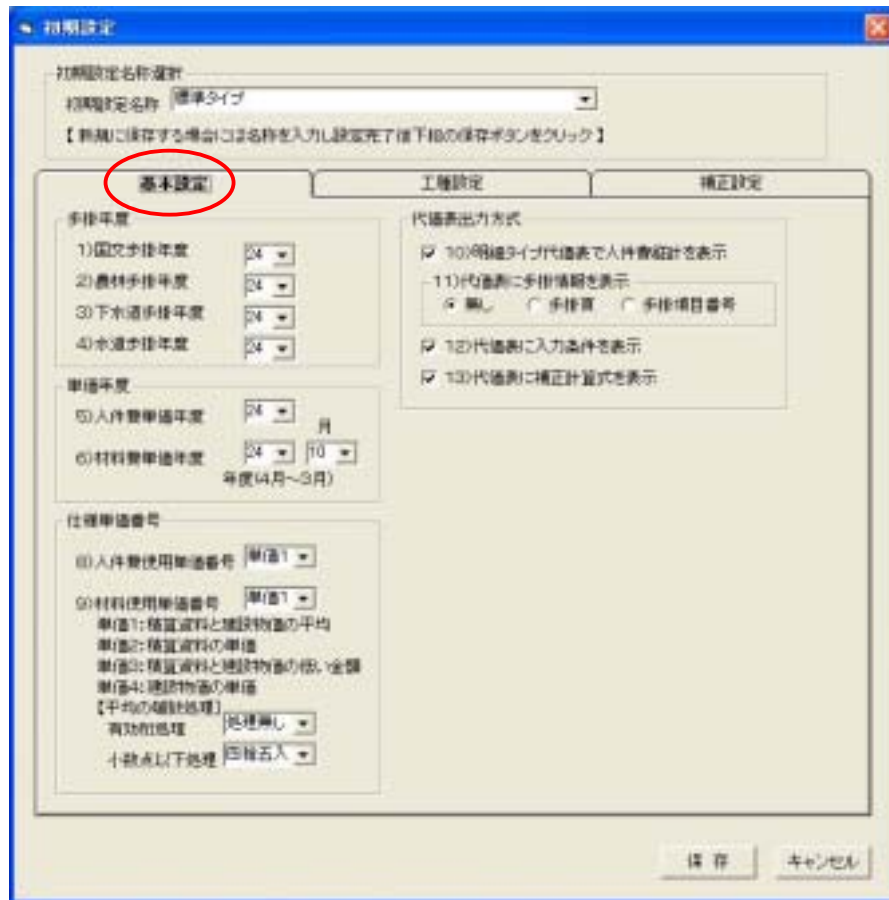 初期設定
初期設定名称選択
初期設定名称 標準タイプ
【 新規に保存する場合には名称を入力し設定完了後下段の保存ボタンをクリック 】
基本設定 工種設定 補正設定
歩掛年度
1)国交歩掛年度 24
2)農林歩掛年度 24
3)下水道歩掛年度 24
4)水道歩掛年度 24
単価年度
5)人件費単価年度 24
月
6)材料費単価年度 24 10
年度(4月～3月)
仕様単価番号
8)人件費使用単価番号 単価1
9)材料使用単価番号 単価1
単価1:積算資料と建設物価の平均
単価2:積算資料の単価
単価3:積算資料と建設物価の低い金額
単価4:建設物価の単価
【平均の端数処理】
有効桁処理 処理無し
小数点以下処理 四捨五入
代価表出力方式
10)明細タイプ代価表で人件費総計を表示
11)代価表に歩掛情報を表示
無し 歩掛頁 歩掛項目番号
12)代価表に入力条件を表示
13)代価表に補正計算式を表示
保 存 キャンセル